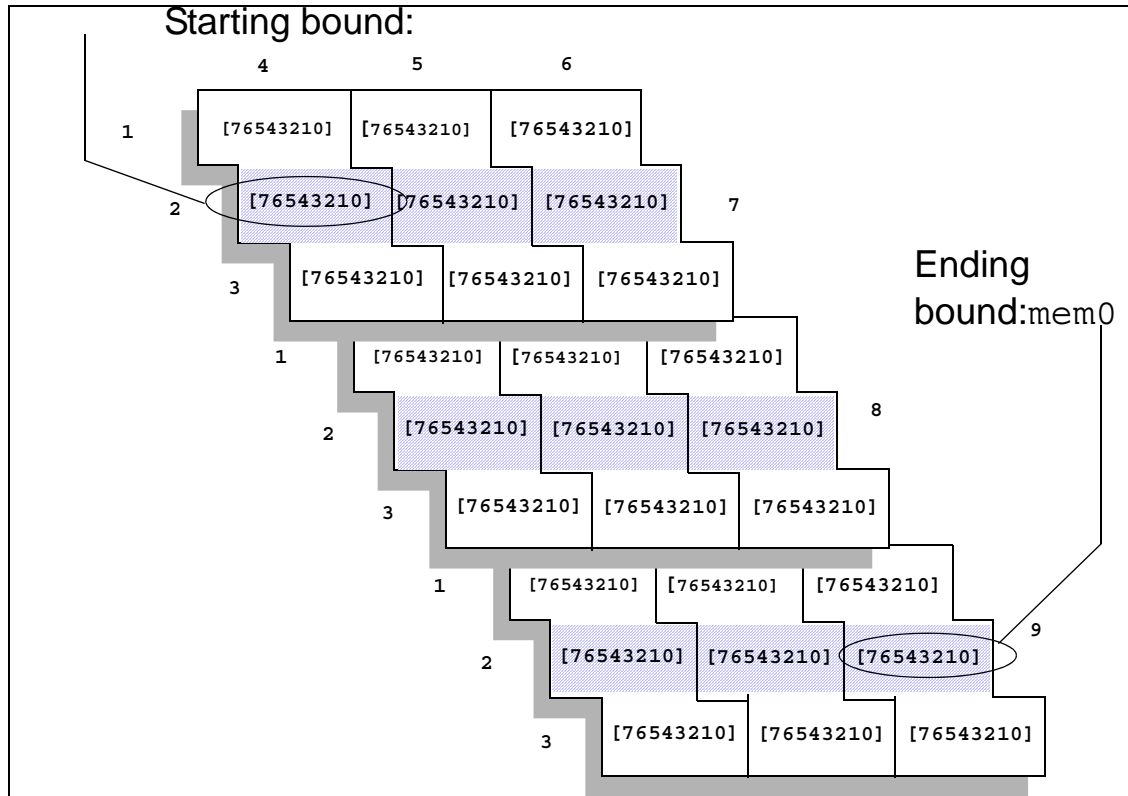 Starting bound:
4 5 6
1 [76543210] [76543210] [76543210]
2 [76543210] [76543210] [76543210] 7
3 [76543210] [76543210] [76543210]
Ending
bound:mem0
1 [76543210] [76543210] [76543210]
2 [76543210] [76543210] [76543210] 8
3 [76543210] [76543210] [76543210]
1 [76543210] [76543210] [76543210]
2 [76543210] [76543210] [76543210] 9
3 [76543210] [76543210] [76543210]